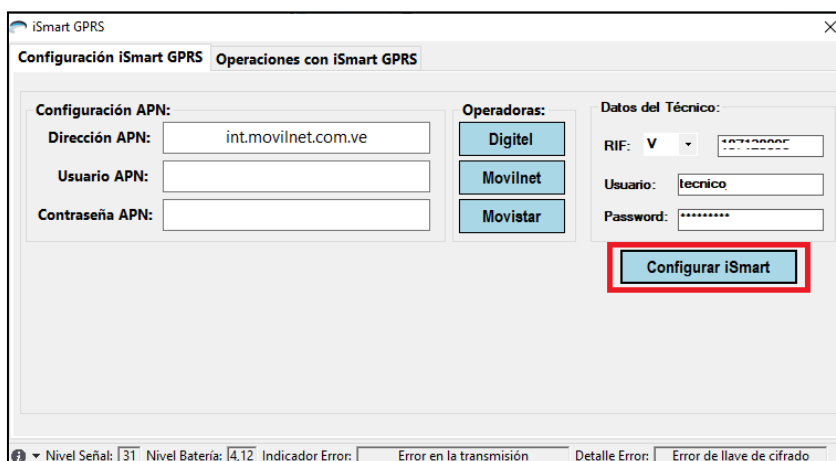 iSmart GPRS
Configuración iSmart GPRS Operaciones con iSmart GPRS
Configuración APN: Operadoras: Datos del Técnico:
Dirección APN: int.movilnet.com.ve Digitel RIF: V
Usuario APN: Movilnet Usuario: tecnico
Contraseña APN: Movistar Password: *********
Configurar iSmart
Nivel Señal: 31 Nivel Batería: 4.12 Indicador Error: Error en la transmisión Detalle Error: Error de llave de cifrado